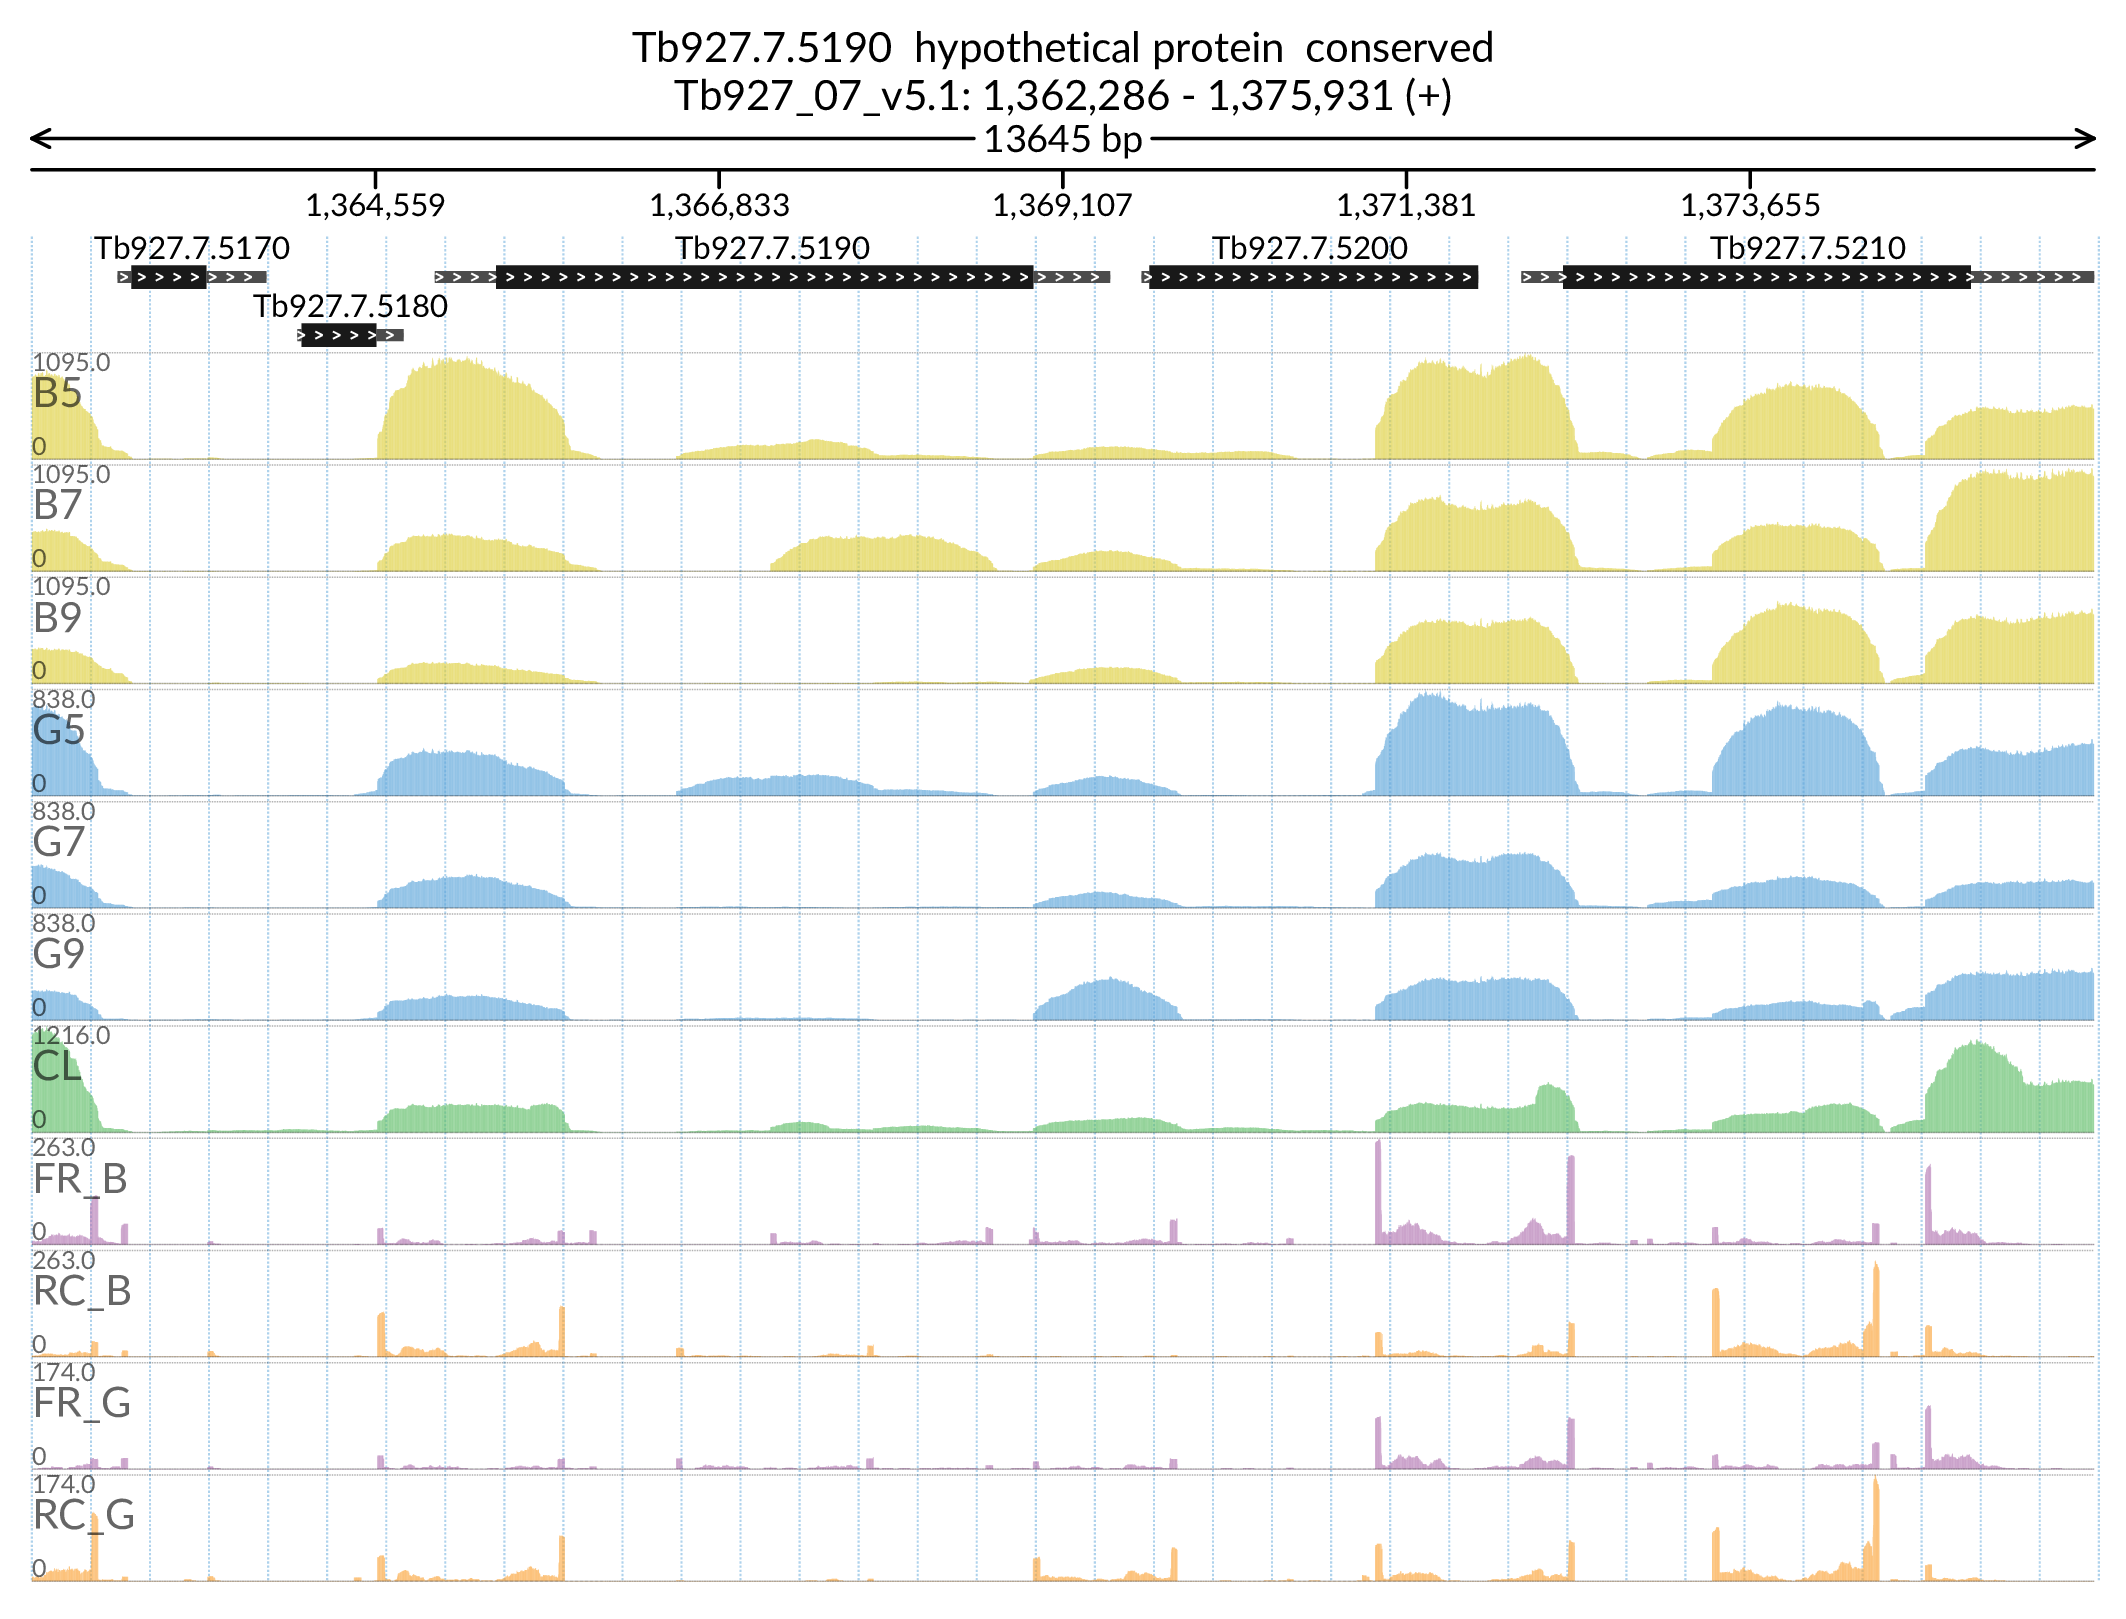 Tb927.7.5190  hypothetical protein  conserved
Tb927_07_v5.1: 1,362,286 - 1,375,931 (+)
13645 bp
1,364,559 1,366,833 1,369,107 1,371,381 1,373,655
Tb927.7.5170 Tb927.7.5190 Tb927.7.5200 Tb927.7.5210
Tb927.7.5180
1095.0
B5
0
1095.0
B7
0
1095.0
B9
0
838.0
G5
0
838.0
G7
0
838.0
G9
0
1216.0
CL
0
263.0
FR_B
0
263.0
RC_B
0
174.0
FR_G
0
174.0
RC_G
0